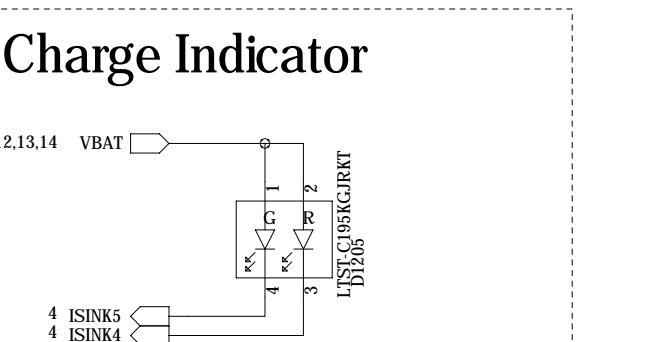 Charge Indicator
2,13,14 VBAT
1 2
G R
LTST-C195KGJRKT
D1205
4 3
4 ISINK5
4 ISINK4